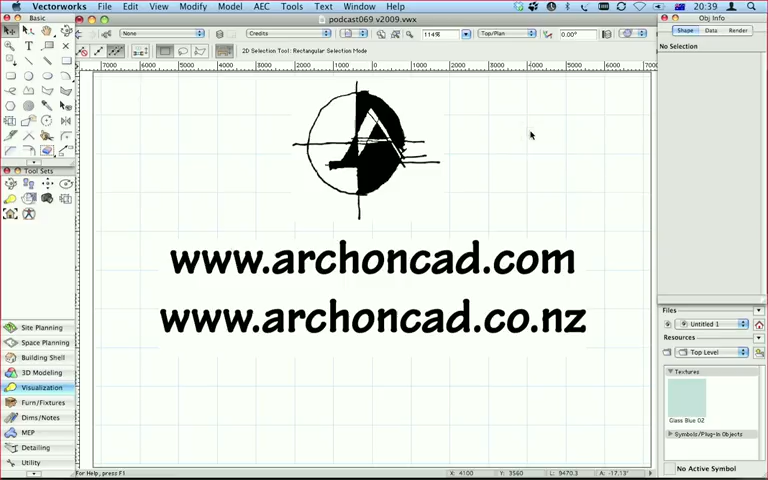 Vectorworks File Edit View Modify Model AEC Tools Text Window Help 20:39
Basic
podcast069 v2009.vwx
Obj Info
None
Credits
114%
Top/Plan
0.00°
Shape Data Render
2D Selection Tool: Rectangular Selection Mode
No Selection
7000 6000 5000 4000 3000 2000 1000 0 1000 2000 3000 4000 5000 6000 7000
Tool Sets
www.archoncad.com
www.archoncad.co.nz
Site Planning
Space Planning
Building Shell
3D Modeling
Visualization
Furn/Fixtures
Dims/Notes
MEP
Detailing
Utility
Files
Untitled 1
Resources
Top Level
Textures
Glass Blue 02
Symbols/Plug-in Objects
No Active Symbol
For Help, press F1
X: 4100 Y: 3560 L: 9470.3 A: -17.13°